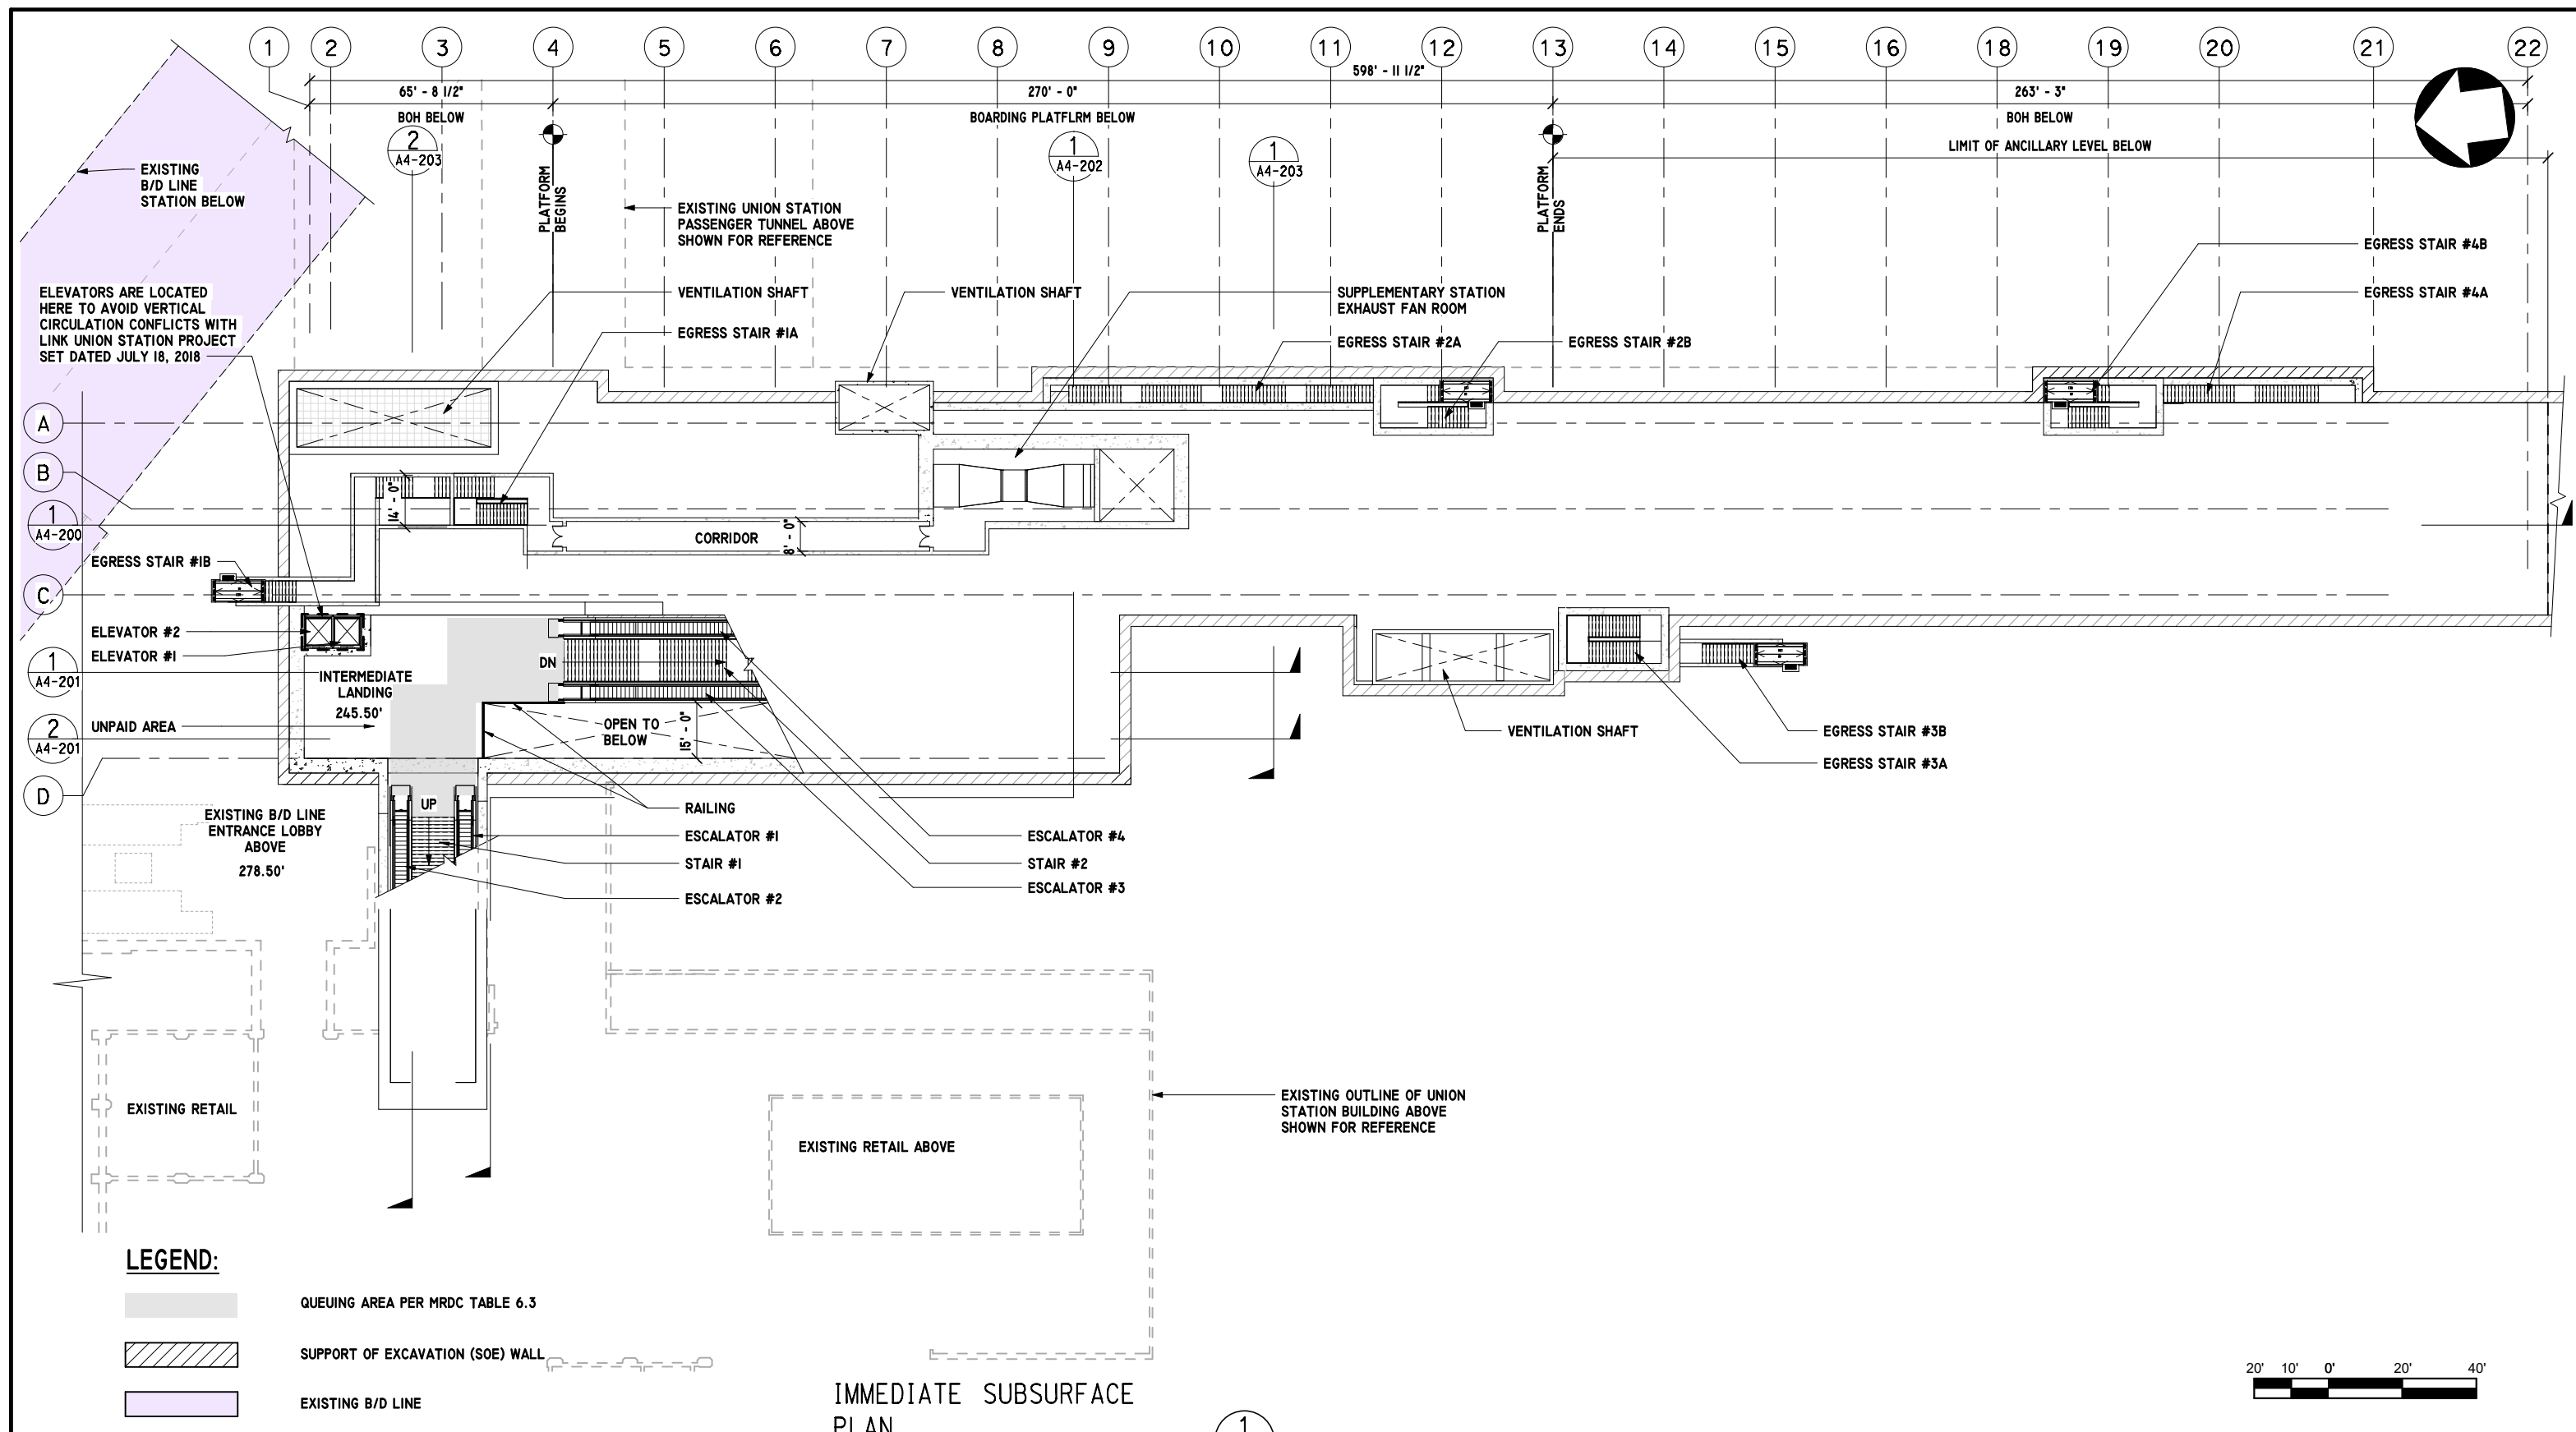 1 2 3 4 5 6 7 8 9 10 11 12 13 14 15 16 18 19 20 21 22
598' - 11 1/2"
65' - 8 1/2"
270' - 0"
263' - 3"
BOH BELOW
BOARDING PLATFLRM BELOW
BOH BELOW
LIMIT OF ANCILLARY LEVEL BELOW
2
A4-203
1
A4-202
1
A4-203
PLATFORM
BEGINS
PLATFORM
ENDS
EXISTING
B/D LINE
STATION BELOW
EXISTING UNION STATION
PASSENGER TUNNEL ABOVE
SHOWN FOR REFERENCE
EGRESS STAIR #4B
EGRESS STAIR #4A
ELEVATORS ARE LOCATED
HERE TO AVOID VERTICAL
CIRCULATION CONFLICTS WITH
LINK UNION STATION PROJECT
SET DATED JULY 18, 2018
VENTILATION SHAFT
VENTILATION SHAFT
SUPPLEMENTARY STATION
EXHAUST FAN ROOM
EGRESS STAIR #1A
EGRESS STAIR #2A
EGRESS STAIR #2B
A
B
1
A4-200
14' - 0"
CORRIDOR
8' - 0"
EGRESS STAIR #1B
C
ELEVATOR #2
ELEVATOR #1
1
A4-201
INTERMEDIATE
LANDING
245.50'
DN
UNPAID AREA
2
A4-201
OPEN TO
BELOW
15' - 0"
VENTILATION SHAFT
EGRESS STAIR #3B
EGRESS STAIR #3A
D
UP
EXISTING B/D LINE
ENTRANCE LOBBY
ABOVE
278.50'
RAILING
ESCALATOR #1
STAIR #1
ESCALATOR #2
ESCALATOR #4
STAIR #2
ESCALATOR #3
EXISTING RETAIL
EXISTING RETAIL ABOVE
EXISTING OUTLINE OF UNION
STATION BUILDING ABOVE
SHOWN FOR REFERENCE
LEGEND:
QUEUING AREA PER MRDC TABLE 6.3
SUPPORT OF EXCAVATION (SOE) WALL
EXISTING B/D LINE
IMMEDIATE SUBSURFACE
PLAN
1
20' 10' 0' 20' 40'